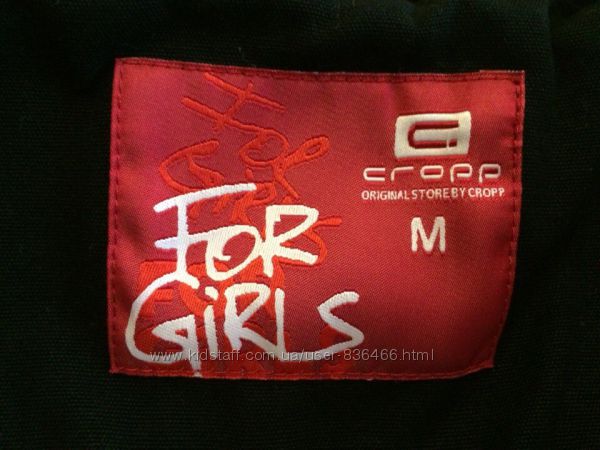 cropp
ORIGINAL STORE BY CROPP
M
FOR
GiRLS
www.kidstaff.com.ua/user-836466.html